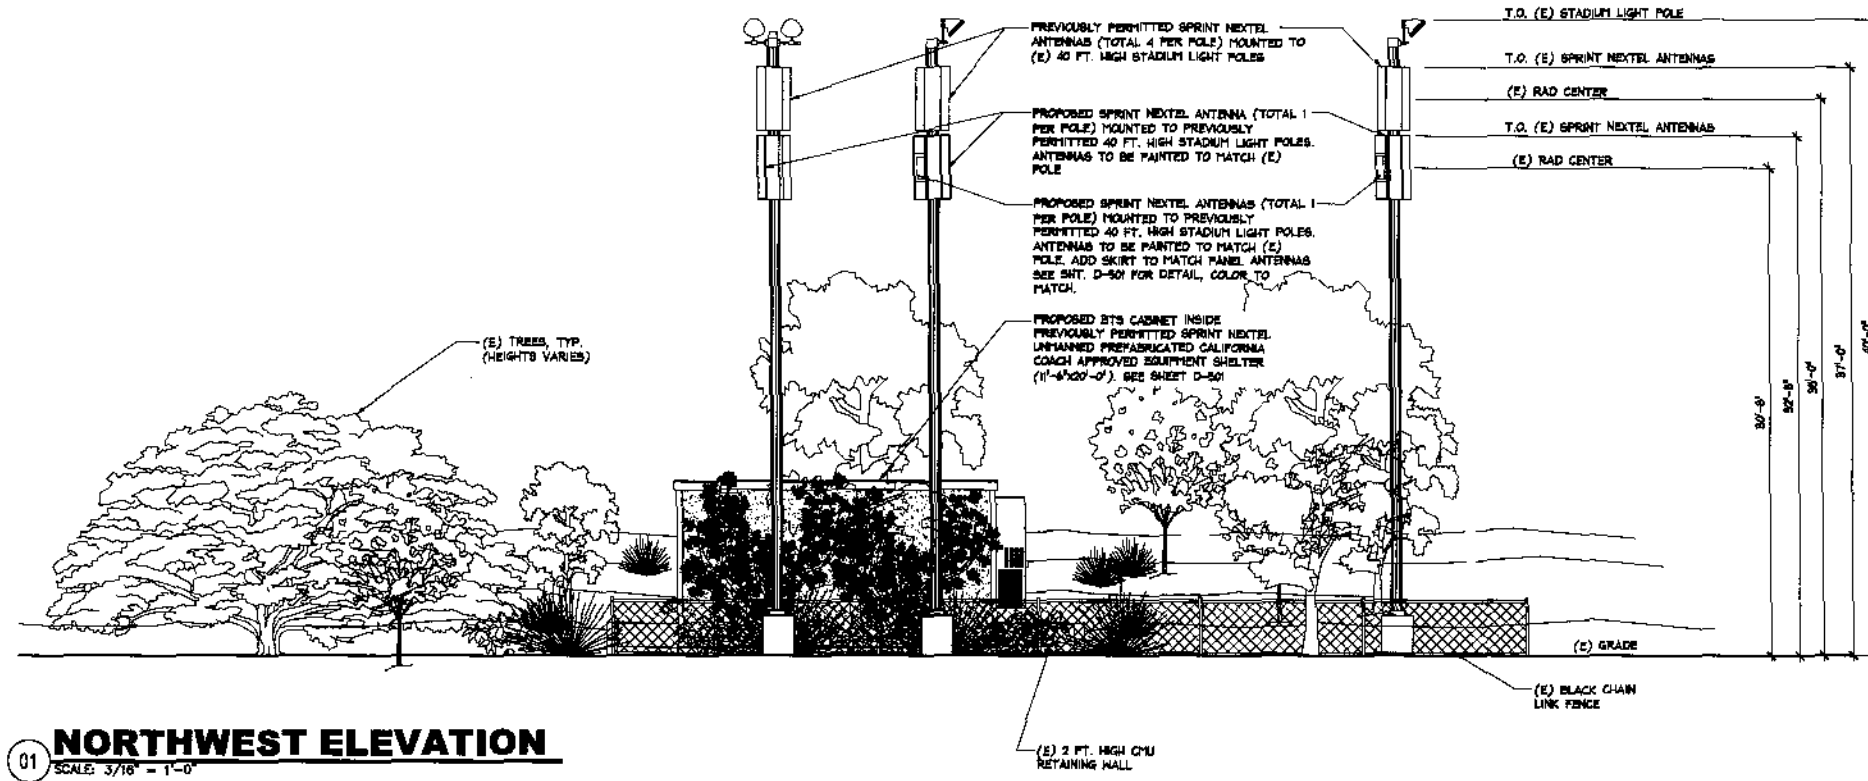 PREVIOUSLY PERMITTED SPRINT NEXTEL
ANTENNAS (TOTAL 4 PER POLE) MOUNTED TO
(E) 40 FT. HIGH STADIUM LIGHT POLES
PROPOSED SPRINT NEXTEL ANTENNA (TOTAL 1
PER POLE) MOUNTED TO PREVIOUSLY
PERMITTED 40 FT. HIGH STADIUM LIGHT POLES.
ANTENNAS TO BE PAINTED TO MATCH (E)
POLE
PROPOSED SPRINT NEXTEL ANTENNAS (TOTAL 1
PER POLE) MOUNTED TO PREVIOUSLY
PERMITTED 40 FT. HIGH STADIUM LIGHT POLES.
ANTENNAS TO BE PAINTED TO MATCH (E)
POLE. ADD SKIRT TO MATCH PANEL ANTENNAS
SEE SHT. D-501 FOR DETAIL, COLOR TO
MATCH.
PROPOSED BTS CABINET INSIDE
PREVIOUSLY PERMITTED SPRINT NEXTEL
UNMANNED PREFABRICATED CALIFORNIA
COACH APPROVED EQUIPMENT SHELTER
(11'-6"X20'-0"). SEE SHEET D-501
T.O. (E) STADIUM LIGHT POLE
T.O. (E) SPRINT NEXTEL ANTENNAS
(E) RAD CENTER
T.O. (E) SPRINT NEXTEL ANTENNAS
(E) RAD CENTER
30'-8"
32'-8"
37'-0"
40'-0"
(E) TREES, TYP.
(HEIGHTS VARIES)
(E) GRADE
(E) BLACK CHAIN
LINK FENCE
(E) 2 FT. HIGH CMU
RETAINING WALL
01
NORTHWEST ELEVATION
SCALE: 3/16" = 1'-0"